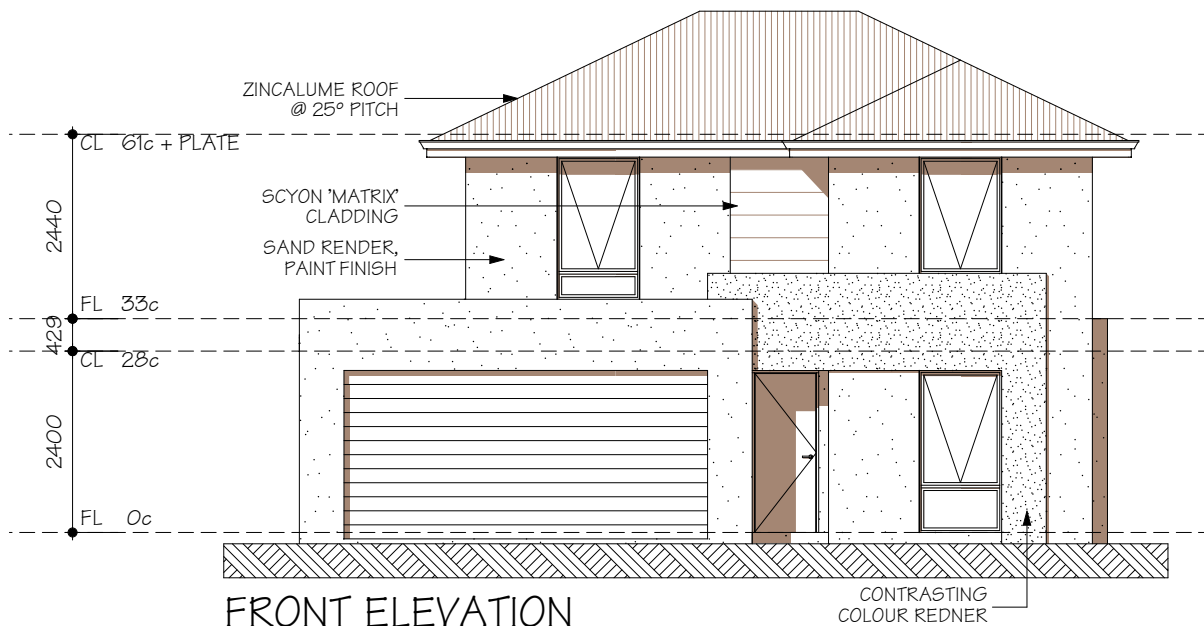 ZINCALUME ROOF
@ 25° PITCH
CL 61c + PLATE
SCYON 'MATRIX'
CLADDING
2440
SAND RENDER,
PAINT FINISH
FL 33c
429
CL 28c
2400
FL 0c
FRONT ELEVATION
CONTRASTING
COLOUR REDNER